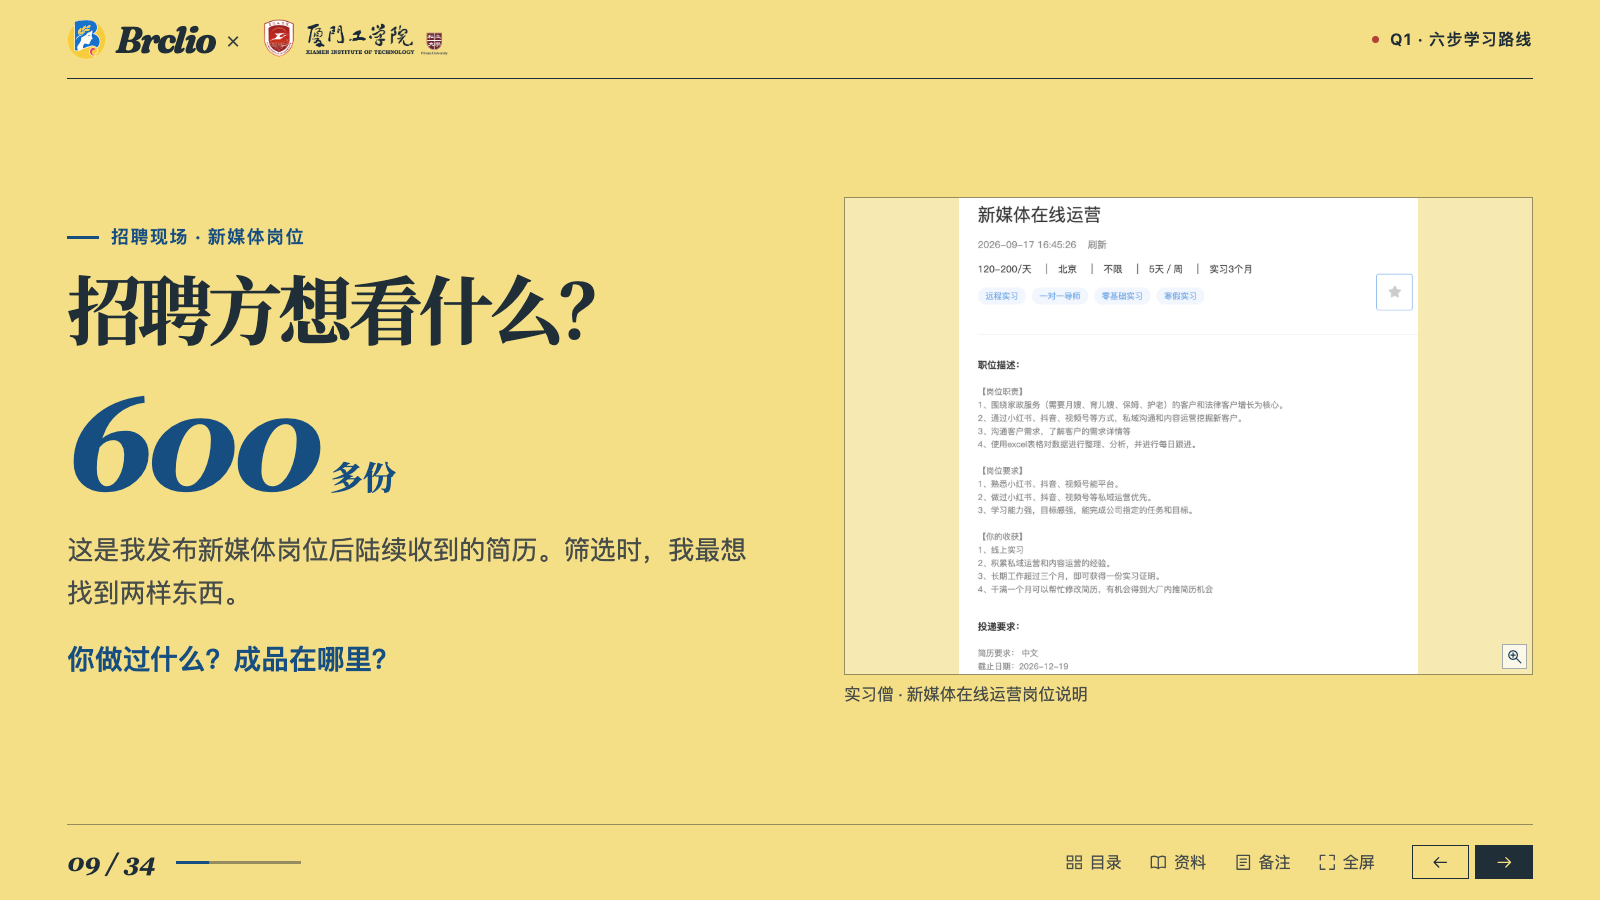 Brclio × 厦门工学院
XIAMEN INSTITUTE OF TECHNOLOGY
Q1 · 六步学习路线
招聘现场 · 新媒体岗位
招聘方想看什么？
600 多份
这是我发布新媒体岗位后陆续收到的简历。筛选时，我最想
找到两样东西。
你做过什么？成品在哪里？
新媒体在线运营
2026-09-17 16:45:26 刷新
120-200/天 | 北京 | 不限 | 5天 / 周 | 实习3个月
远程实习 一对一导师 零基础实习 寒假实习
职位描述：
【岗位职责】
1、围绕家政服务（需要月嫂、育儿嫂、保姆、护老）的客户和法律客户增长为核心。
2、通过小红书、抖音、视频号等方式，私域沟通和内容运营挖掘新客户。
3、沟通客户需求，了解客户的需求详情等
4、使用excel表格对数据进行整理、分析，并进行每日跟进。
【岗位要求】
1、熟悉小红书、抖音、视频号能平台。
2、做过小红书、抖音、视频号等私域运营优先。
3、学习能力强，目标感强，能完成公司指定的任务和目标。
【你的收获】
1、线上实习
2、积累私域运营和内容运营的经验。
3、长期工作超过三个月，即可获得一份实习证明。
4、干满一个月可以帮忙修改简历，有机会得到大厂内推简历机会
投递要求：
简历要求： 中文
截止日期：2026-12-19
实习僧 · 新媒体在线运营岗位说明
09 / 34
目录 资料 备注 全屏